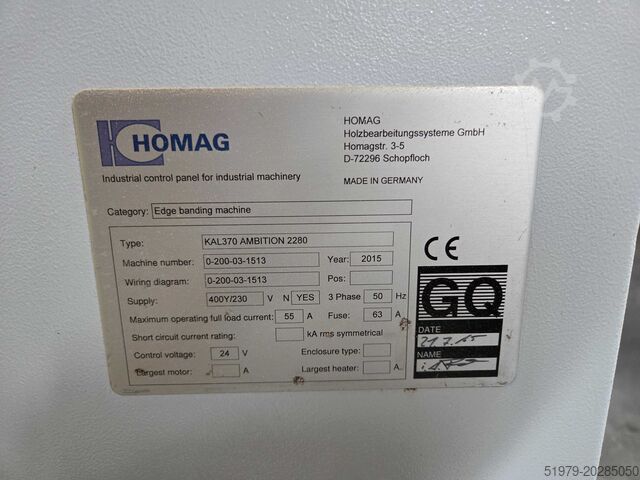 HOMAG
HOMAG
Holzbearbeitungssysteme GmbH
Homagstr. 3-5
D-72296 Schopfloch
Industrial control panel for industrial machinery
MADE IN GERMANY
Category: Edge banding machine
Type: KAL370 AMBITION 2280
Machine number: 0-200-03-1513 Year: 2015
Wiring diagram: 0-200-03-1513 Pos:
Supply: 400Y/230 V N YES 3 Phase 50 Hz
Maximum operating full load current: 55 A Fuse: 63 A
Short circuit current rating: kA rms symmetrical
Control voltage: 24 V Enclosure type:
Largest motor: A Largest heater: A
CE
GQ
DATE
21.7.15
NAME
51979-20285050